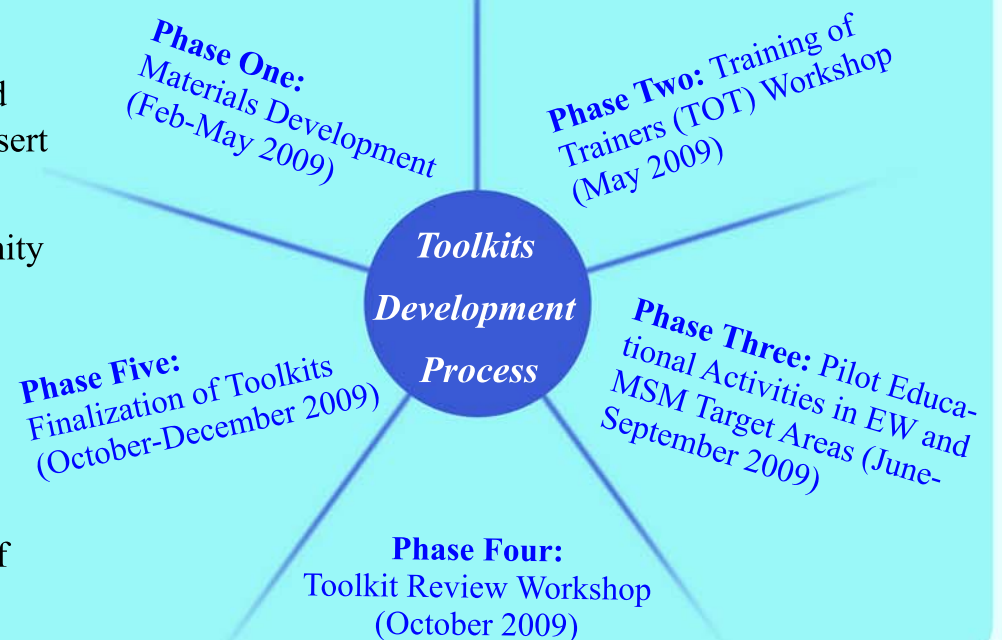 sert
nity
f
Phase One:
Materials Development
(Feb-May 2009)
Phase Two: Training of
Trainers (TOT) Workshop
(May 2009)
Toolkits
Development
Process
Phase Three: Pilot Educa-
tional Activities in EW and
MSM Target Areas (June-
September 2009)
Phase Four:
Toolkit Review Workshop
(October 2009)
Phase Five:
Finalization of Toolkits
(October-December 2009)